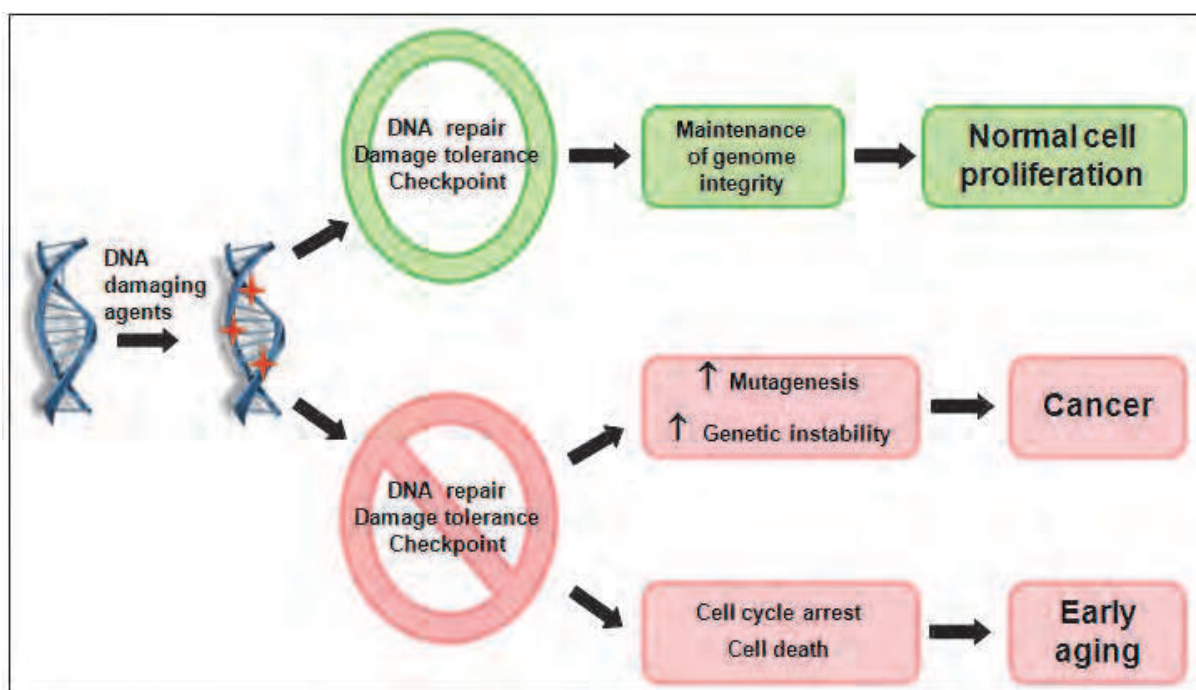 DNA
damaging
agents
DNA repair
Damage tolerance
Checkpoint
Maintenance
of genome
integrity
Normal cell
proliferation
DNA repair
Damage tolerance
Checkpoint
↑ Mutagenesis
↑ Genetic instability
Cancer
Cell cycle arrest
Cell death
Early
aging